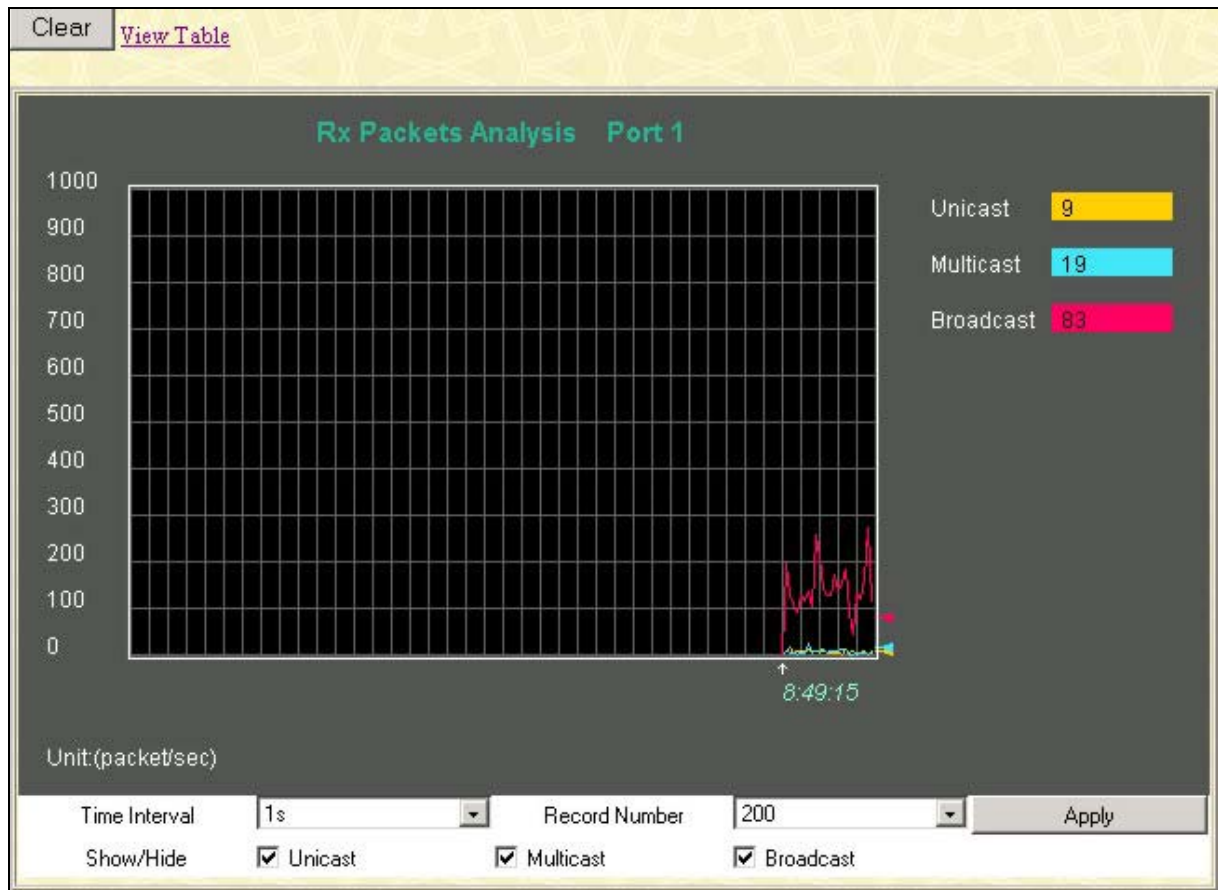 Clear View Table
Rx Packets Analysis Port 1
1000
900
800
700
600
500
400
300
200
100
0
Unicast 9
Multicast 19
Broadcast 83
8:49:15
Unit:(packet/sec)
Time Interval 1s Record Number 200 Apply
Show/Hide Unicast Multicast Broadcast